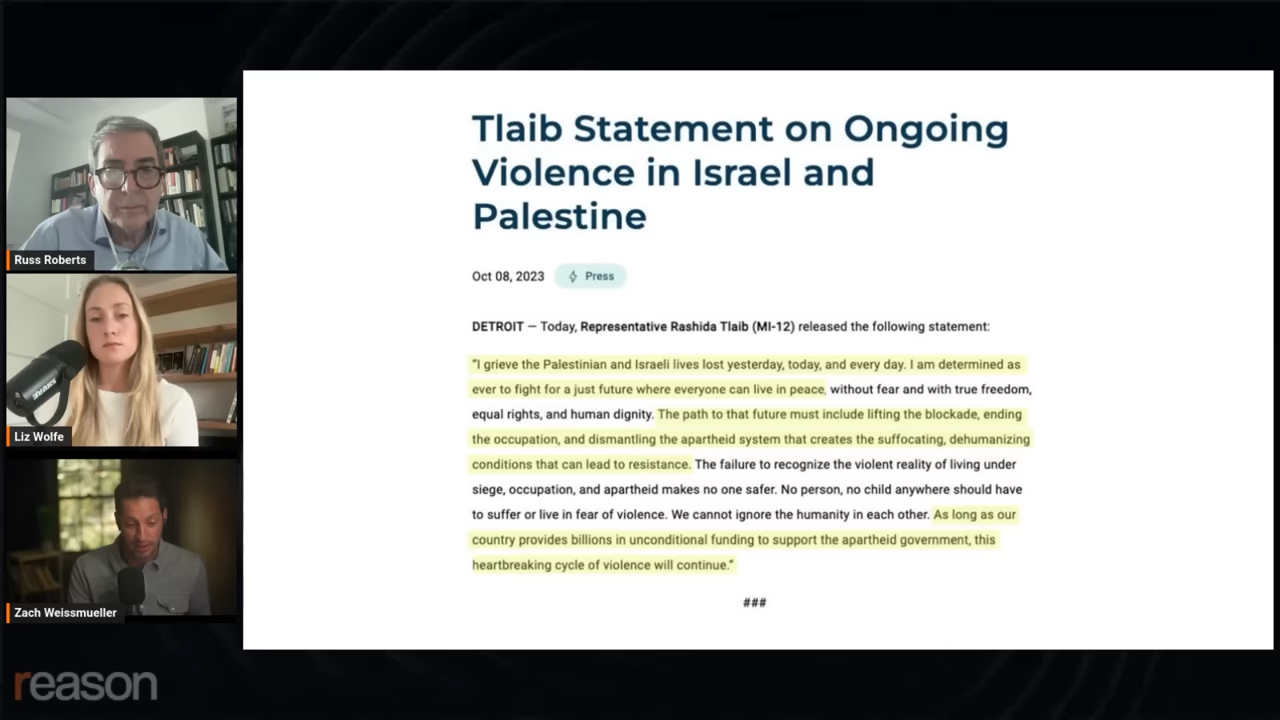 Russ Roberts
Liz Wolfe
Zach Weissmueller
reason
Tlaib Statement on Ongoing
Violence in Israel and
Palestine
Oct 08, 2023 Press
DETROIT — Today, Representative Rashida Tlaib (MI-12) released the following statement:
“I grieve the Palestinian and Israeli lives lost yesterday, today, and every day. I am determined as
ever to fight for a just future where everyone can live in peace, without fear and with true freedom,
equal rights, and human dignity. The path to that future must include lifting the blockade, ending
the occupation, and dismantling the apartheid system that creates the suffocating, dehumanizing
conditions that can lead to resistance. The failure to recognize the violent reality of living under
siege, occupation, and apartheid makes no one safer. No person, no child anywhere should have
to suffer or live in fear of violence. We cannot ignore the humanity in each other. As long as our
country provides billions in unconditional funding to support the apartheid government, this
heartbreaking cycle of violence will continue.”
###